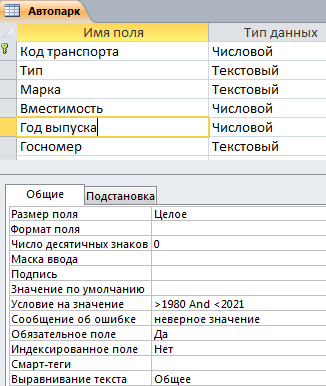 Автопарк
Имя поля Тип данных
Код транспорта Числовой
Тип Текстовый
Марка Текстовый
Вместимость Числовой
Год выпуска Числовой
Госномер Текстовый
Общие Подстановка
Размер поля Целое
Формат поля
Число десятичных знаков 0
Маска ввода
Подпись
Значение по умолчанию
Условие на значение >1980 And <2021
Сообщение об ошибке неверное значение
Обязательное поле Да
Индексированное поле Нет
Смарт-теги
Выравнивание текста Общее